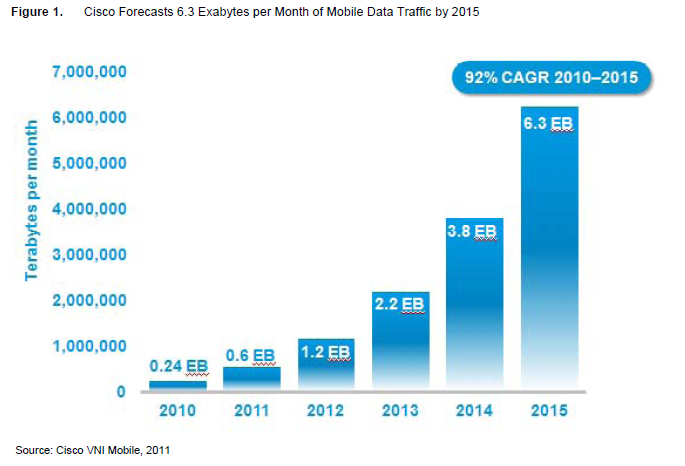 Figure 1. Cisco Forecasts 6.3 Exabytes per Month of Mobile Data Traffic by 2015
92% CAGR 2010–2015
Terabytes per month
7,000,000
6,000,000
5,000,000
4,000,000
3,000,000
2,000,000
1,000,000
0
0.24 EB
0.6 EB
1.2 EB
2.2 EB
3.8 EB
6.3 EB
2010 2011 2012 2013 2014 2015
Source: Cisco VNI Mobile, 2011